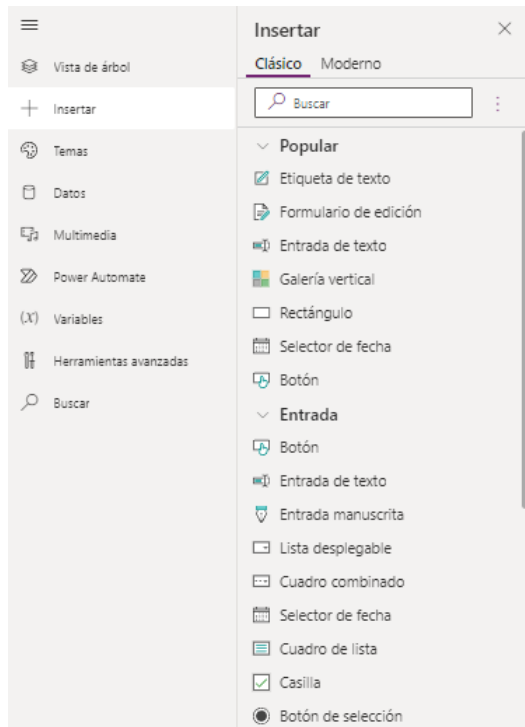 Vista de árbol
Insertar
Temas
Datos
Multimedia
Power Automate
(x) Variables
Herramientas avanzadas
Buscar
Insertar
Clásico Moderno
Buscar
Popular
Etiqueta de texto
Formulario de edición
Entrada de texto
Galería vertical
Rectángulo
Selector de fecha
Botón
Entrada
Botón
Entrada de texto
Entrada manuscrita
Lista desplegable
Cuadro combinado
Selector de fecha
Cuadro de lista
Casilla
Botón de selección